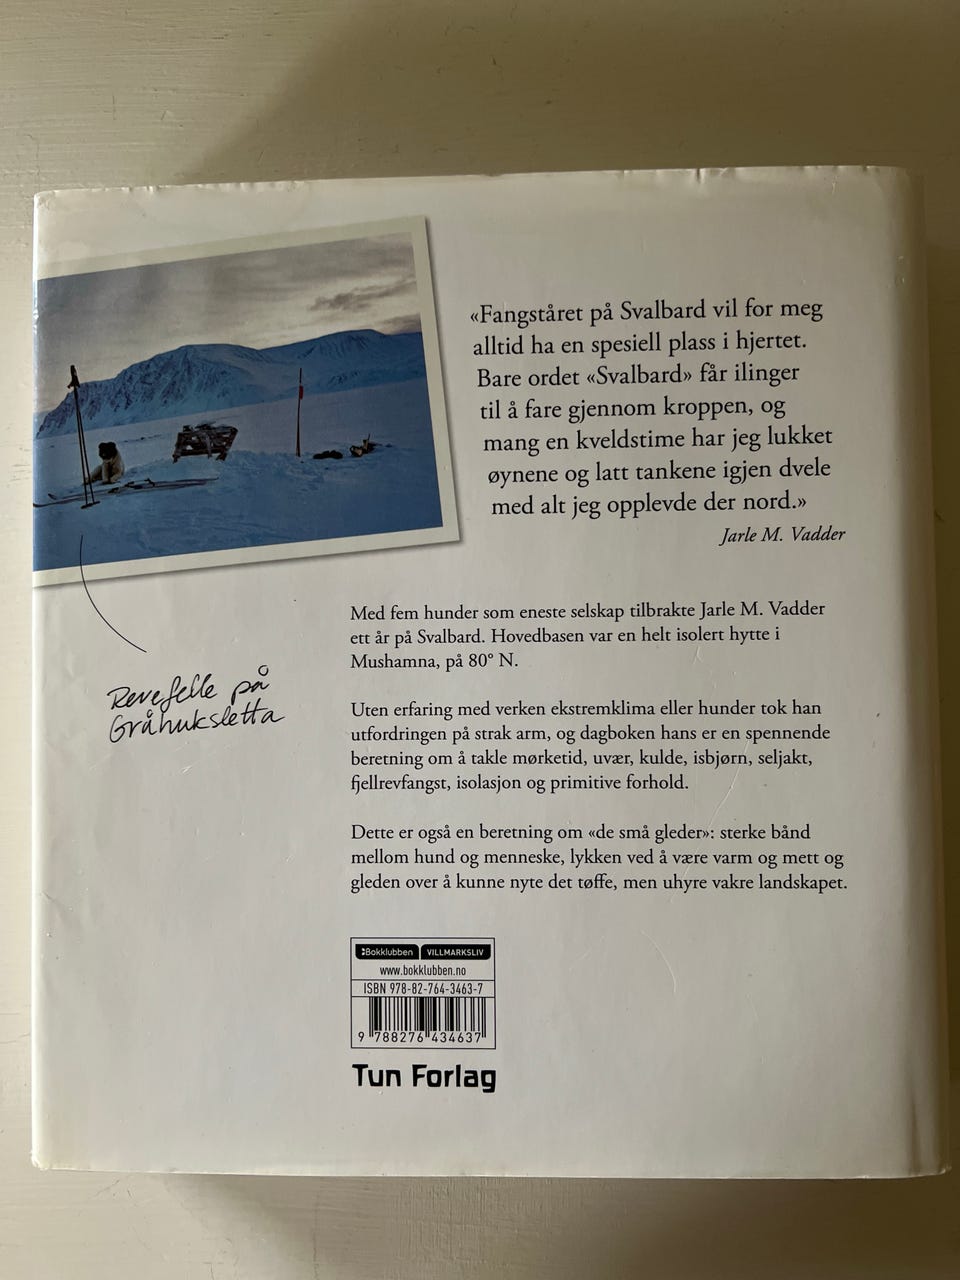 «Fangståret på Svalbard vil for meg
alltid ha en spesiell plass i hjertet.
Bare ordet «Svalbard» får ilinger
til å fare gjennom kroppen, og
mang en kveldstime har jeg lukket
øynene og latt tankene igjen dvele
med alt jeg opplevde der nord.»
Jarle M. Vadder
Revefelle på
Gråhuksletta
Med fem hunder som eneste selskap tilbrakte Jarle M. Vadder
ett år på Svalbard. Hovedbasen var en helt isolert hytte i
Mushamna, på 80° N.
Uten erfaring med verken ekstremklima eller hunder tok han
utfordringen på strak arm, og dagboken hans er en spennende
beretning om å takle mørketid, uvær, kulde, isbjørn, seljakt,
fjellrevfangst, isolasjon og primitive forhold.
Dette er også en beretning om «de små gleder»: sterke bånd
mellom hund og menneske, lykken ved å være varm og mett og
gleden over å kunne nyte det tøffe, men uhyre vakre landskapet.
Bokklubben VILLMARKSLIV
www.bokklubben.no
ISBN 978-82-764-3463-7
9 788276 434637
Tun Forlag